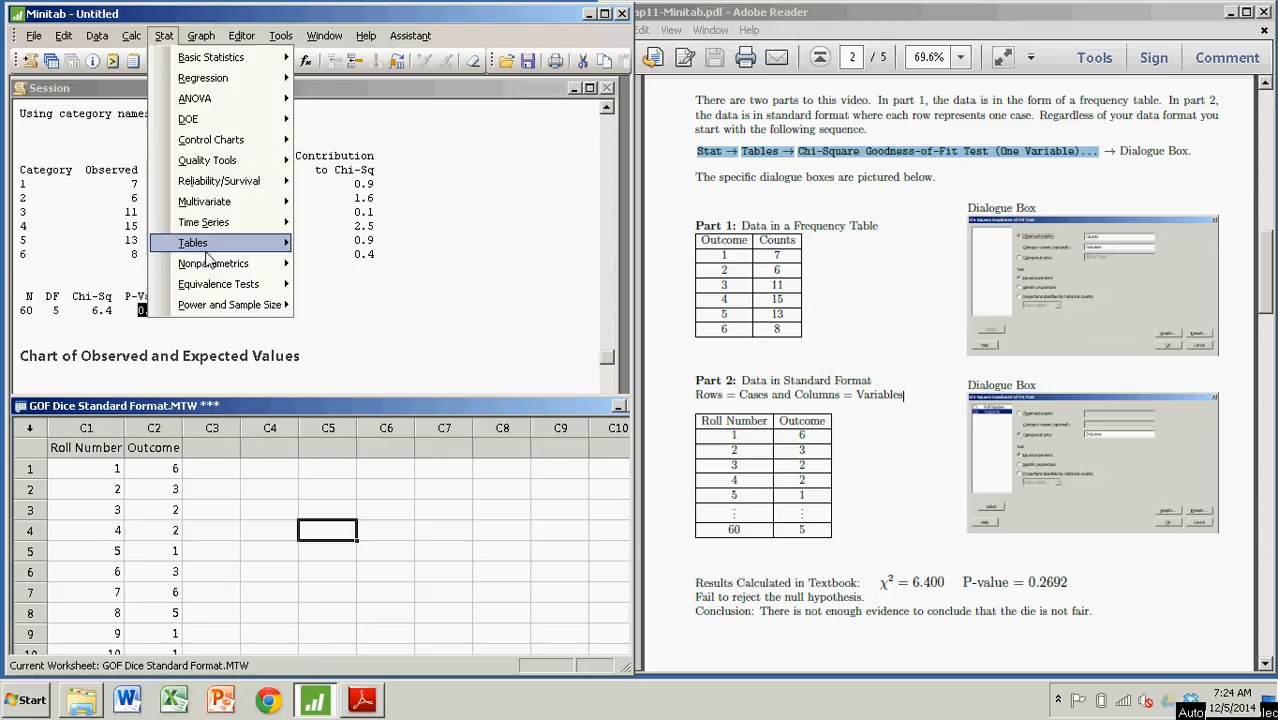 Minitab - Untitled
File Edit Data Calc Stat Graph Editor Tools Window Help Assistant
Session
Using category names
Contribution
Category Observed to Chi-Sq
1 7 0.9
2 6 1.6
3 11 0.1
4 15 2.5
5 13 0.9
6 8 0.4
N DF Chi-Sq P-Va
60 5 6.4 0.
Chart of Observed and Expected Values
Basic Statistics
Regression
ANOVA
DOE
Control Charts
Quality Tools
Reliability/Survival
Multivariate
Time Series
Tables
Nonparametrics
Equivalence Tests
Power and Sample Size
GOF Dice Standard Format.MTW ***
C1 C2 C3 C4 C5 C6 C7 C8 C9 C10
Roll Number Outcome
1 1 6
2 2 3
3 3 2
4 4 2
5 5 1
6 6 3
7 7 6
8 8 5
9 9 1
10 10 1
Current Worksheet: GOF Dice Standard Format.MTW
ap11-Minitab.pdf - Adobe Reader
dit View Window Help
2 / 5 69.6% Tools Sign Comment
There are two parts to this video. In part 1, the data is in the form of a frequency table. In part 2,
the data is in standard format where each row represents one case. Regardless of your data format you
start with the following sequence.
Stat → Tables → Chi-Square Goodness-of-Fit Test (One Variable)... → Dialogue Box.
The specific dialogue boxes are pictured below.
Dialogue Box
Part 1: Data in a Frequency Table
Outcome Counts
1 7
2 6
3 11
4 15
5 13
6 8
Part 2: Data in Standard Format
Rows = Cases and Columns = Variables
Dialogue Box
Roll Number Outcome
1 6
2 3
3 2
4 2
5 1
⋮ ⋮
60 5
Results Calculated in Textbook: χ² = 6.400 P-value = 0.2692
Fail to reject the null hypothesis.
Conclusion: There is not enough evidence to conclude that the die is not fair.
Start
7:24 AM
12/5/2014